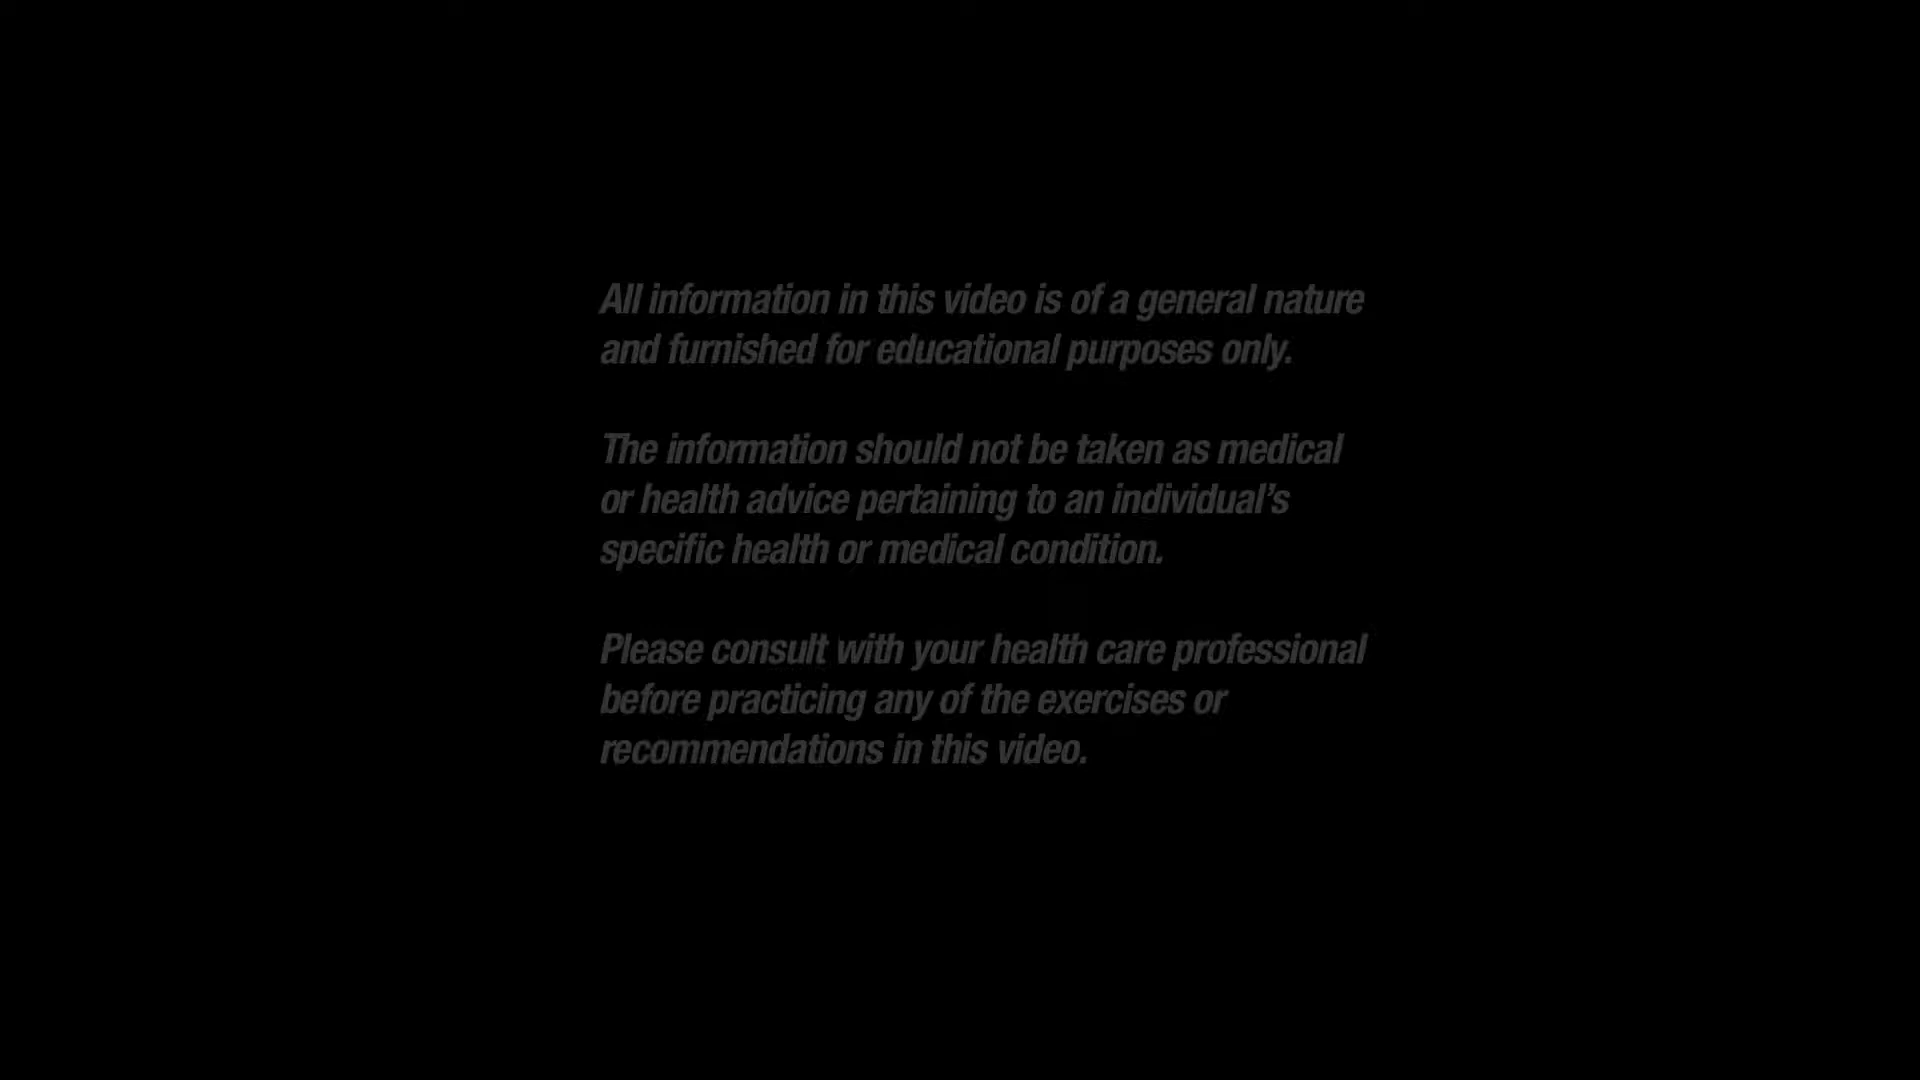 All information in this video is of a general nature
and furnished for educational purposes only.
The information should not be taken as medical
or health advice pertaining to an individual’s
specific health or medical condition.
Please consult with your health care professional
before practicing any of the exercises or
recommendations in this video.